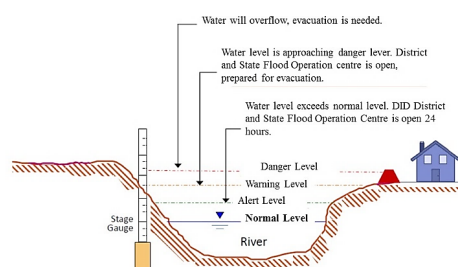 Water will overflow, evacuation is needed.
Water level is approaching danger lever. District
and State Flood Operation centre is open,
prepared for evacuation.
Water level exceeds normal level. DID District
and State Flood Operation Centre is open 24
hours.
Danger Level
Warning Level
Alert Level
Normal Level
Stage
Gauge
River